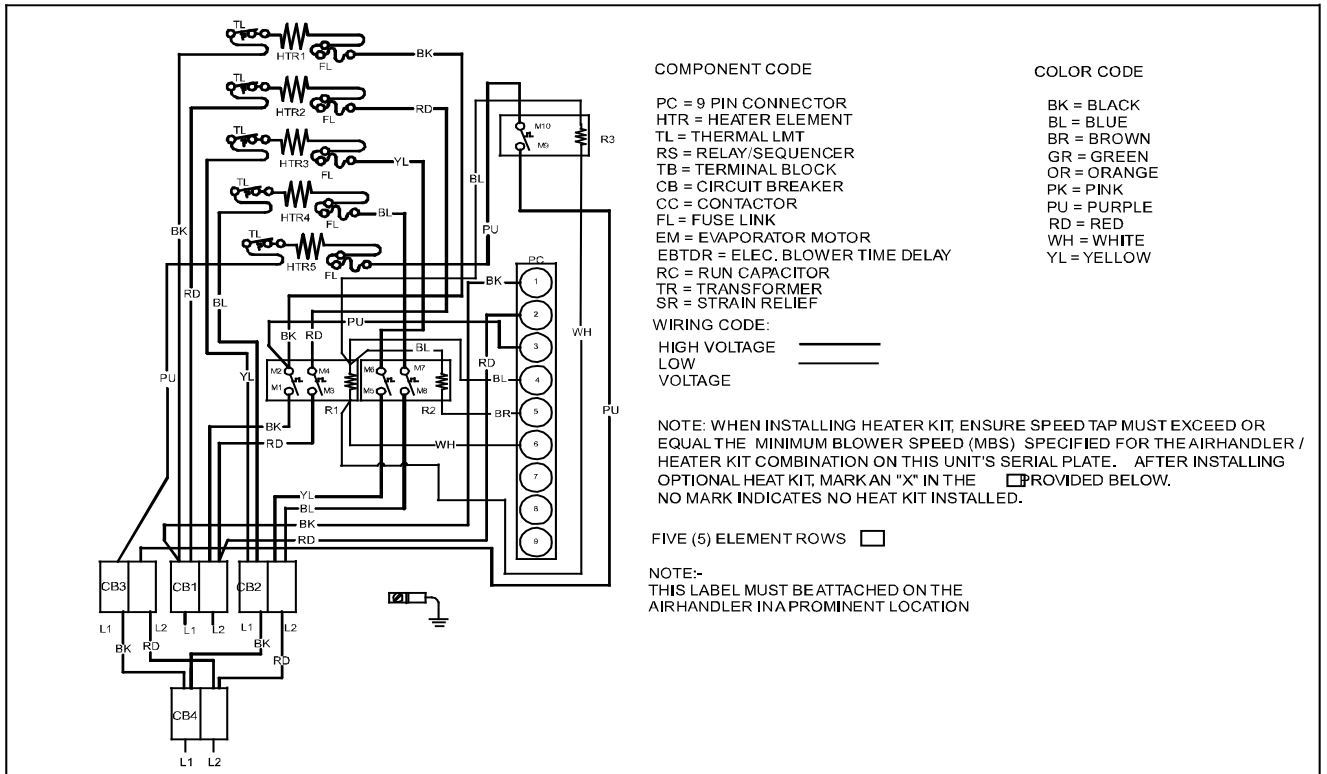 TL
HTR1
FL
BK
TL
HTR2
FL
RD
TL
HTR3
FL
YL
TL
HTR4
FL
BL
TL
HTR5
FL
M10
M9
R3
BL
PU
BK
RD
BL
PU
YL
WH
PU
PC
1
2
3
4
5
6
7
8
9
BK
PU
RD
BL
BR
WH
BK
RD
BL
M2
M4
M1
M3
R1
M6
M7
M5
M8
R2
BK
RD
YL
BL
BK
RD
CB3
CB1
CB2
L1
L2
L1
L2
L1
L2
BK
RD
BK
RD
CB4
L1
L2
COMPONENT CODE
PC = 9 PIN CONNECTOR
HTR = HEATER ELEMENT
TL = THERMAL LMT
RS = RELAY/SEQUENCER
TB = TERMINAL BLOCK
CB = CIRCUIT BREAKER
CC = CONTACTOR
FL = FUSE LINK
EM = EVAPORATOR MOTOR
EBTDR = ELEC. BLOWER TIME DELAY
RC = RUN CAPACITOR
TR = TRANSFORMER
SR = STRAIN RELIEF
COLOR CODE
BK = BLACK
BL = BLUE
BR = BROWN
GR = GREEN
OR = ORANGE
PK = PINK
PU = PURPLE
RD = RED
WH = WHITE
YL = YELLOW
WIRING CODE:
HIGH VOLTAGE
LOW
VOLTAGE
NOTE: WHEN INSTALLING HEATER KIT, ENSURE SPEED TAP MUST EXCEED OR
EQUAL THE MINIMUM BLOWER SPEED (MBS) SPECIFIED FOR THE AIRHANDLER /
HEATER KIT COMBINATION ON THIS UNIT'S SERIAL PLATE. AFTER INSTALLING
OPTIONAL HEAT KIT, MARK AN "X" IN THE PROVIDED BELOW.
NO MARK INDICATES NO HEAT KIT INSTALLED.
FIVE (5) ELEMENT ROWS
NOTE:-
THIS LABEL MUST BE ATTACHED ON THE
AIRHANDLER IN A PROMINENT LOCATION